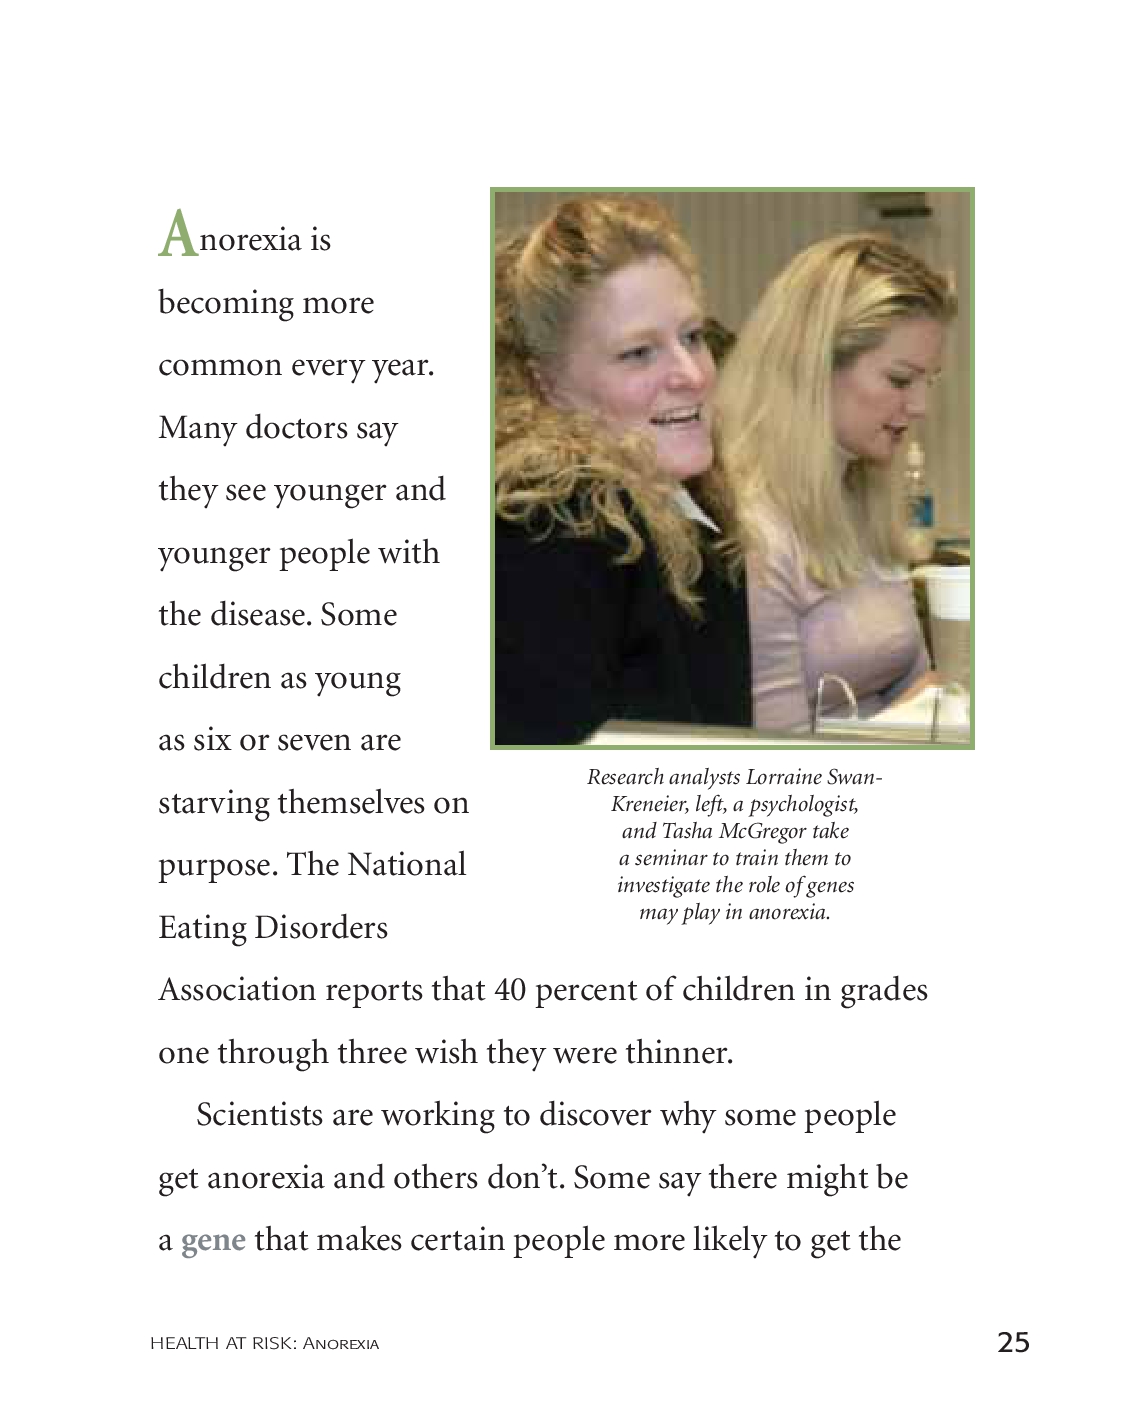 Anorexia is
becoming more
common every year.
Many doctors say
they see younger and
younger people with
the disease. Some
children as young
as six or seven are
starving themselves on
purpose. The National
Eating Disorders
Association reports that 40 percent of children in grades
one through three wish they were thinner.
Scientists are working to discover why some people
get anorexia and others don’t. Some say there might be
a gene that makes certain people more likely to get the
Research analysts Lorraine Swan-
Kreneier, left, a psychologist,
and Tasha McGregor take
a seminar to train them to
investigate the role of genes
may play in anorexia.
HEALTH AT RISK: Anorexia
25